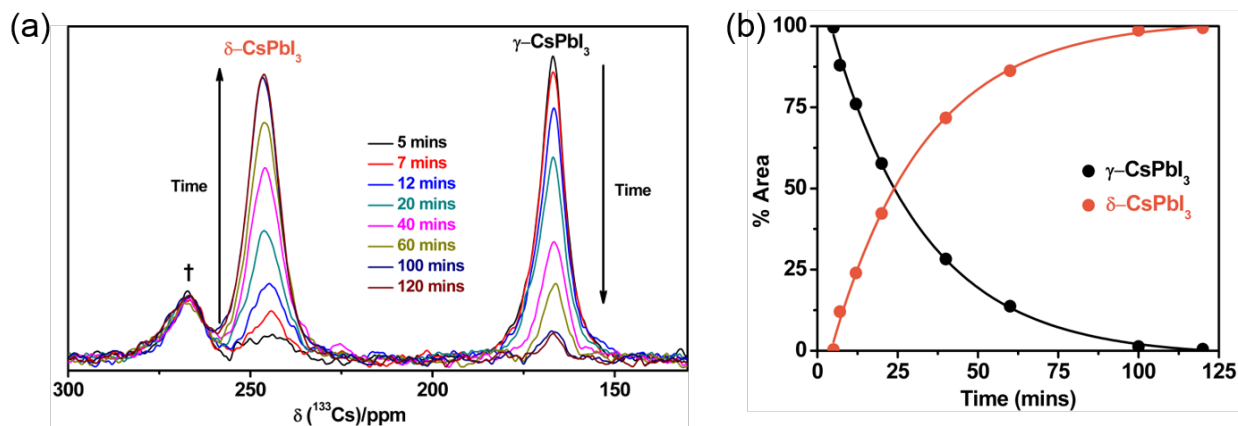 (a)
δ–CsPbI₃
γ–CsPbI₃
†
Time
5 mins
7 mins
12 mins
20 mins
40 mins
60 mins
100 mins
120 mins
Time
300 250 200 150
δ (¹³³Cs)/ppm
(b)
100
75
50
25
0
% Area
γ–CsPbI₃
δ–CsPbI₃
0 25 50 75 100 125
Time (mins)